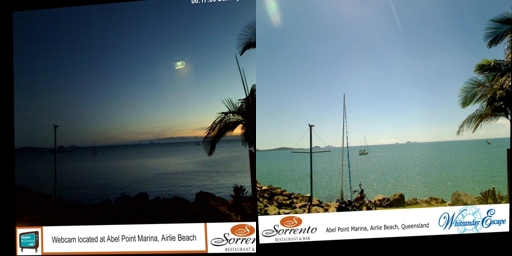 Webcam located at Abel Point Marina, Airlie Beach
Sorren
RESTAURANT &
Sorrento
RESTAURANT & BAR
Abel Point Marina, Airlie Beach, Queensland
Whitsunday Escape